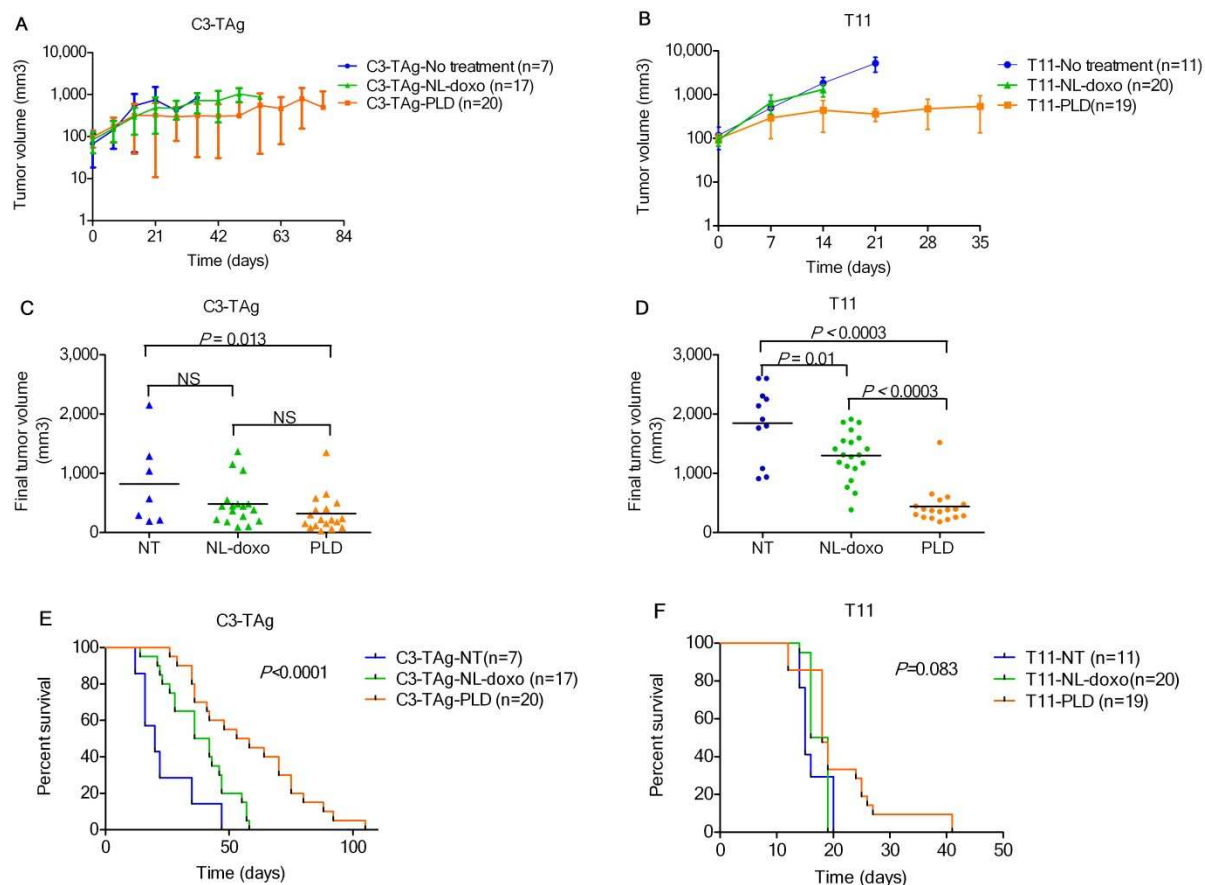 A
C3-TAg
Tumor volume (mm3)
10,000
1,000
100
10
1
0
21
42
63
84
Time (days)
C3-TAg-No treatment (n=7)
C3-TAg-NL-doxo (n=17)
C3-TAg-PLD (n=20)
B
T11
Tumor volume (mm3)
10,000
1,000
100
10
1
0
7
14
21
28
35
Time (days)
T11-No treatment (n=11)
T11-NL-doxo (n=20)
T11-PLD(n=19)
C
C3-TAg
Final tumor volume
(mm3)
3,000
2,000
1,000
0
P = 0.013
NS
NS
NT
NL-doxo
PLD
D
T11
Final tumor volume
(mm3)
3,000
2,000
1,000
0
P < 0.0003
P = 0.01
P < 0.0003
NT
NL-doxo
PLD
E
C3-TAg
Percent survival
100
80
60
40
20
0
0
50
100
Time (days)
P<0.0001
C3-TAg-NT(n=7)
C3-TAg-NL-doxo (n=17)
C3-TAg-PLD (n=20)
F
T11
Percent survival
100
80
60
40
20
0
0
10
20
30
40
50
Time (days)
P=0.083
T11-NT (n=11)
T11-NL-doxo(n=20)
T11-PLD (n=19)